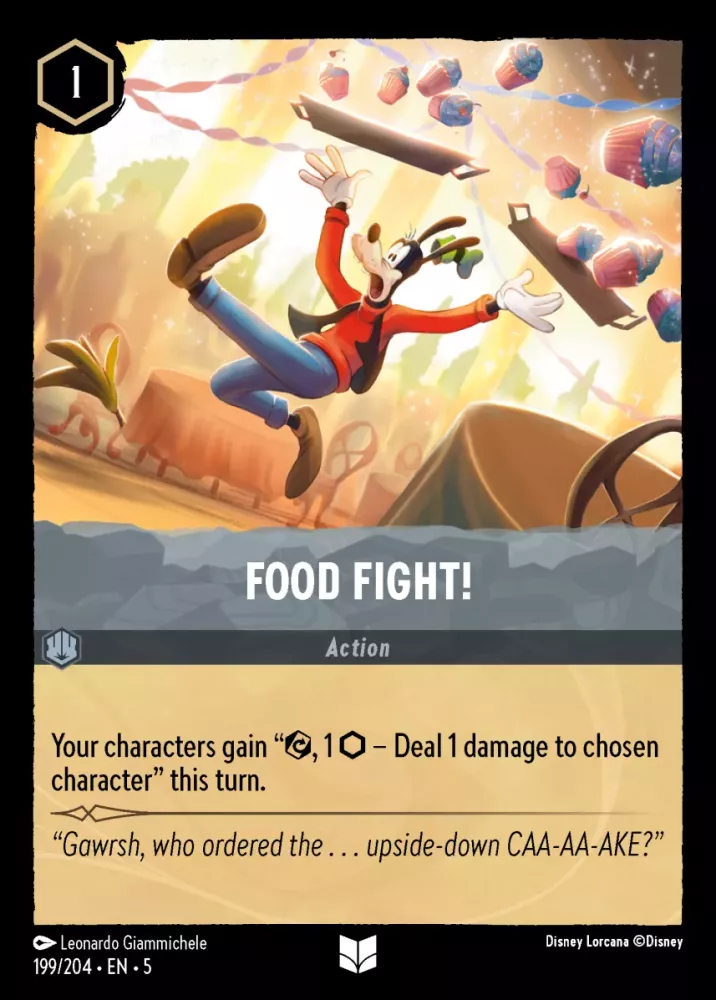 1
FOOD FIGHT!
Action
Your characters gain “, 1 – Deal 1 damage to chosen
character” this turn.
“Gawrsh, who ordered the . . . upside-down CAA-AA-AKE?”
Leonardo Giammichele
Disney Lorcana ©Disney
199/204 • EN • 5